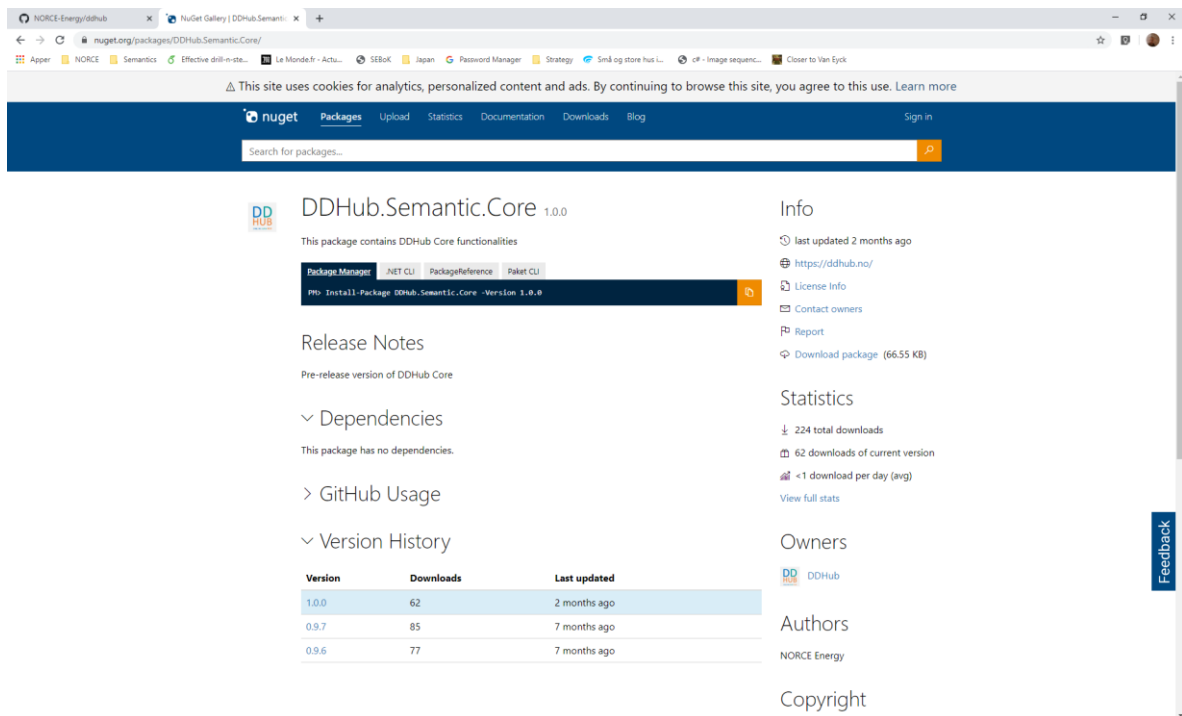 NORCE-Energy/ddhub
NuGet Gallery | DDHub.Semantic
nuget.org/packages/DDHub.Semantic.Core/
Apper NORCE Semantics Effective drill-n-ste... Le Monde.fr - Actu... SEBoK Japan Password Manager Strategy Små og store hus i... c# - Image sequenc... Closer to Van Eyck
This site uses cookies for analytics, personalized content and ads. By continuing to browse this site, you agree to this use. Learn more
nuget Packages Upload Statistics Documentation Downloads Blog Sign in
Search for packages...
DD HUB
DDHub.Semantic.Core 1.0.0
This package contains DDHub Core functionalities
Package Manager .NET CLI PackageReference Paket CLI
PM> Install-Package DDHub.Semantic.Core -Version 1.0.0
Release Notes
Pre-release version of DDHub Core
Dependencies
This package has no dependencies.
GitHub Usage
Version History
Version Downloads Last updated
1.0.0 62 2 months ago
0.9.7 85 7 months ago
0.9.6 77 7 months ago
Info
last updated 2 months ago
https://ddhub.no/
License Info
Contact owners
Report
Download package (66.55 KB)
Statistics
224 total downloads
62 downloads of current version
<1 download per day (avg)
View full stats
Owners
DD HUB DDHub
Authors
NORCE Energy
Copyright
Feedback